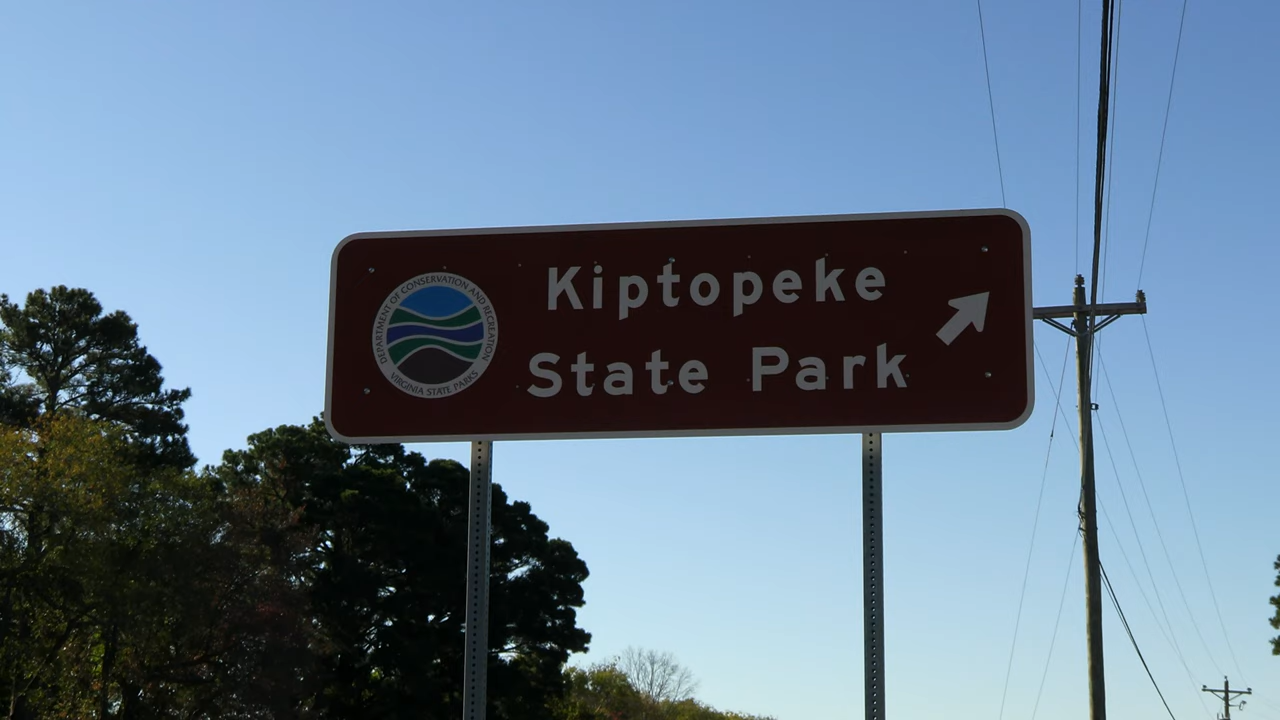 Kiptopeke
State Park
DEPARTMENT OF CONSERVATION AND RECREATION
VIRGINIA STATE PARKS